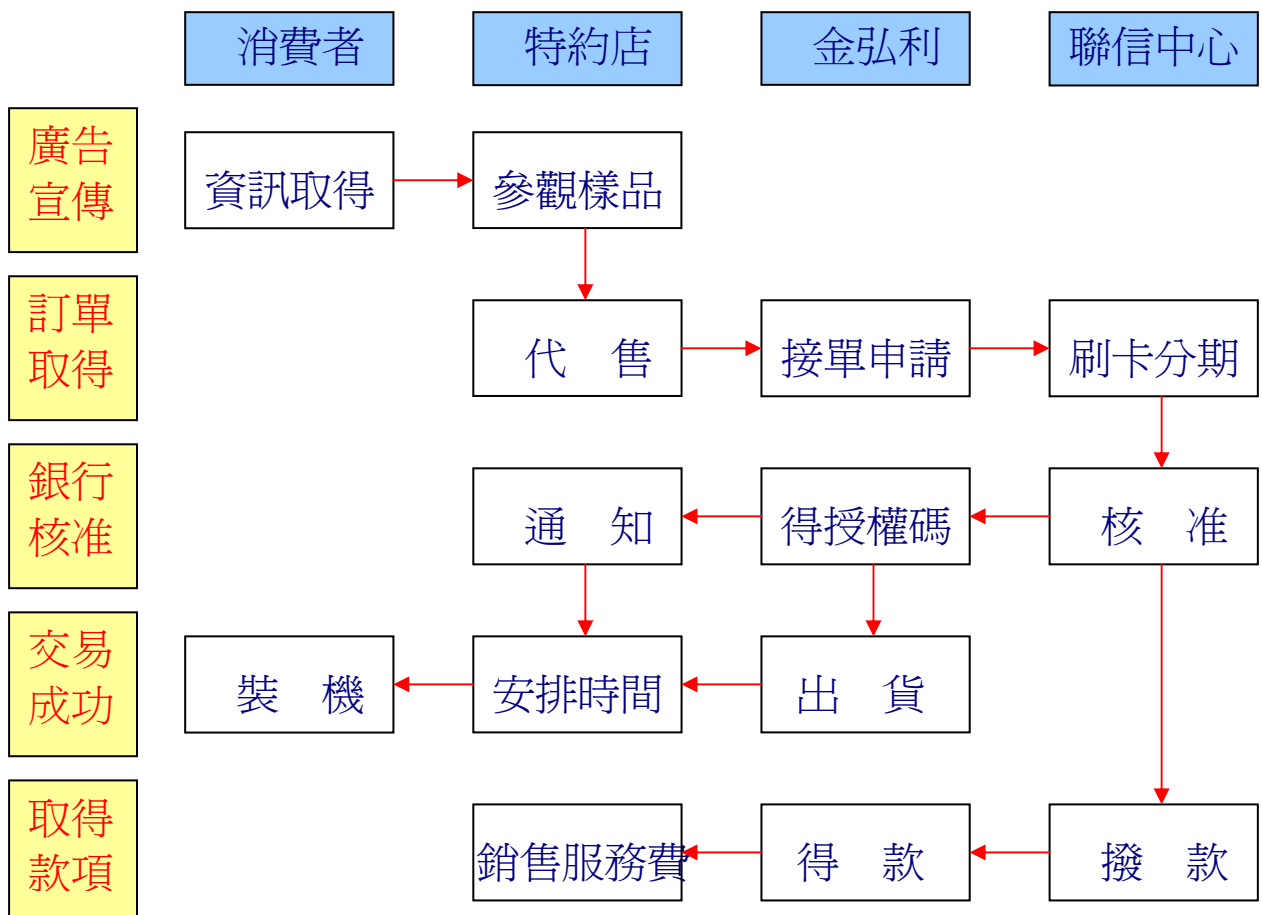 消費者 特約店 金弘利 聯信中心
廣告
宣傳
資訊取得 參觀樣品
訂單
取得
代 售 接單申請 刷卡分期
銀行
核准
通 知 得授權碼 核 准
交易
成功
裝 機 安排時間 出 貨
取得
款項
銷售服務費 得 款 撥 款